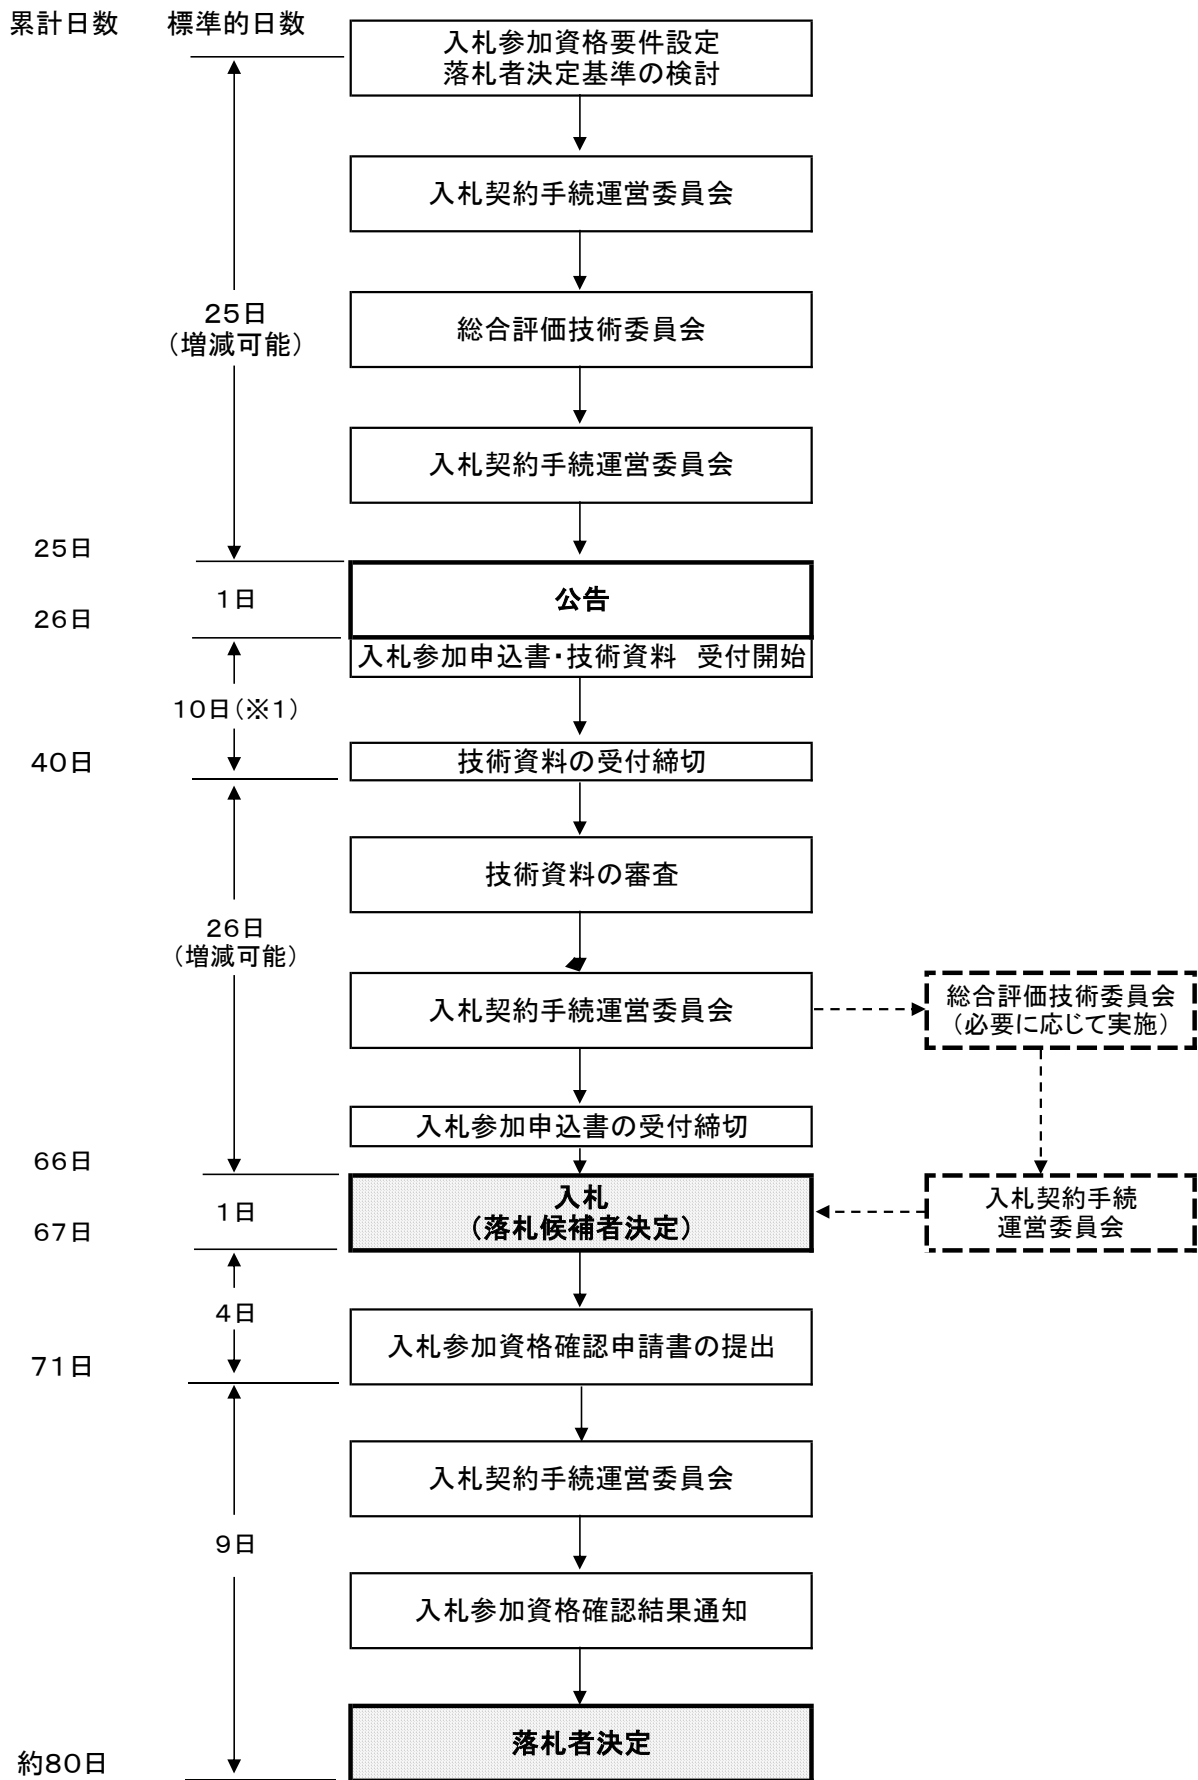 累計日数 標準的日数
入札参加資格要件設定
落札者決定基準の検討
入札契約手続運営委員会
25日
（増減可能）
総合評価技術委員会
入札契約手続運営委員会
25日
1日
公告
26日
入札参加申込書・技術資料 受付開始
10日（※1）
40日
技術資料の受付締切
技術資料の審査
26日
（増減可能）
入札契約手続運営委員会
総合評価技術委員会
（必要に応じて実施）
入札参加申込書の受付締切
66日
1日
入札
（落札候補者決定）
入札契約手続
運営委員会
67日
4日
入札参加資格確認申請書の提出
71日
入札契約手続運営委員会
9日
入札参加資格確認結果通知
落札者決定
約80日